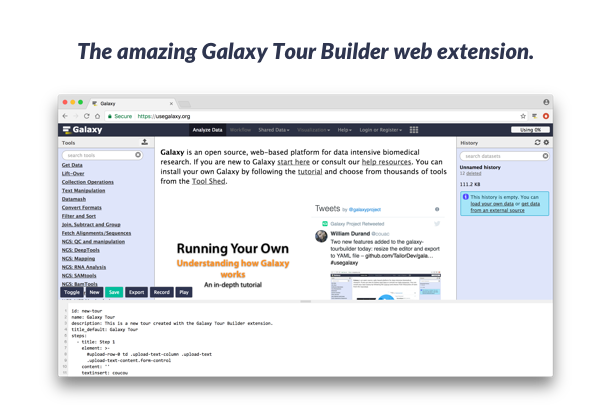 The amazing Galaxy Tour Builder web extension.
Galaxy
Secure https://usegalaxy.org
Galaxy Analyze Data Workflow Shared Data Visualization Help Login or Register Using 0%
Tools
search tools
Get Data
Lift-Over
Collection Operations
Text Manipulation
Datamash
Convert Formats
Filter and Sort
Join, Subtract and Group
Fetch Alignments/Sequences
NGS: QC and manipulation
NGS: DeepTools
NGS: Mapping
NGS: RNA Analysis
NGS: SAMtools
NGS: BamTools
Galaxy is an open source, web-based platform for data intensive biomedical
research. If you are new to Galaxy start here or consult our help resources. You can
install your own Galaxy by following the tutorial and choose from thousands of tools
from the Tool Shed.
Running Your Own
Understanding how Galaxy
works
An in-depth tutorial
Tweets by @galaxyproject
Galaxy Project Retweeted
William Durand @couac
Two new features added to the galaxy-
tourbuilder today: resize the editor and
export to YAML file – github.com/TailorDev/gala…
#usegalaxy
History
search datasets
Unnamed history
12 deleted
111.2 KB
This history is empty. You can
load your own data or get data
from an external source
Toggle New Save Export Record Play
1 id: new-tour
2 name: Galaxy Tour
3 description: This is a new tour created with the Galaxy Tour Builder extension.
4 title_default: Galaxy Tour
5 steps:
6 - title: Step 1
7 element: >-
8 #upload-row-0 td .upload-text-column .upload-text
9 .upload-text-content.form-control
10 content: ''
11 textinsert: coucou